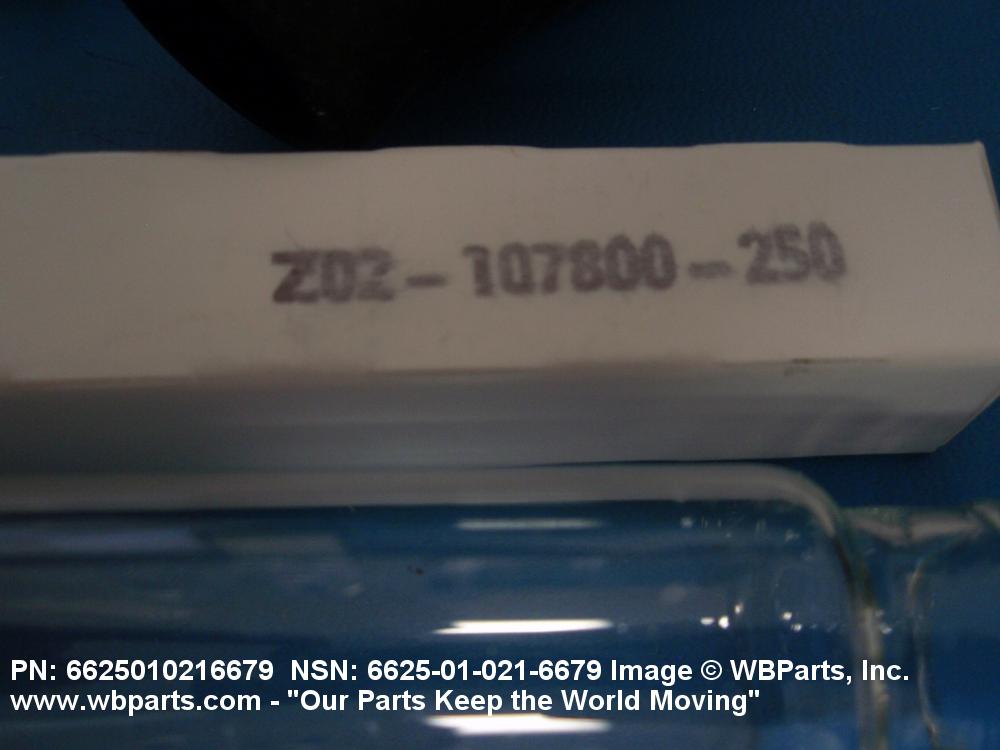 Z02-107800-250
PN: 6625010216679 NSN: 6625-01-021-6679 Image © WBParts, Inc.
www.wbparts.com - "Our Parts Keep the World Moving"